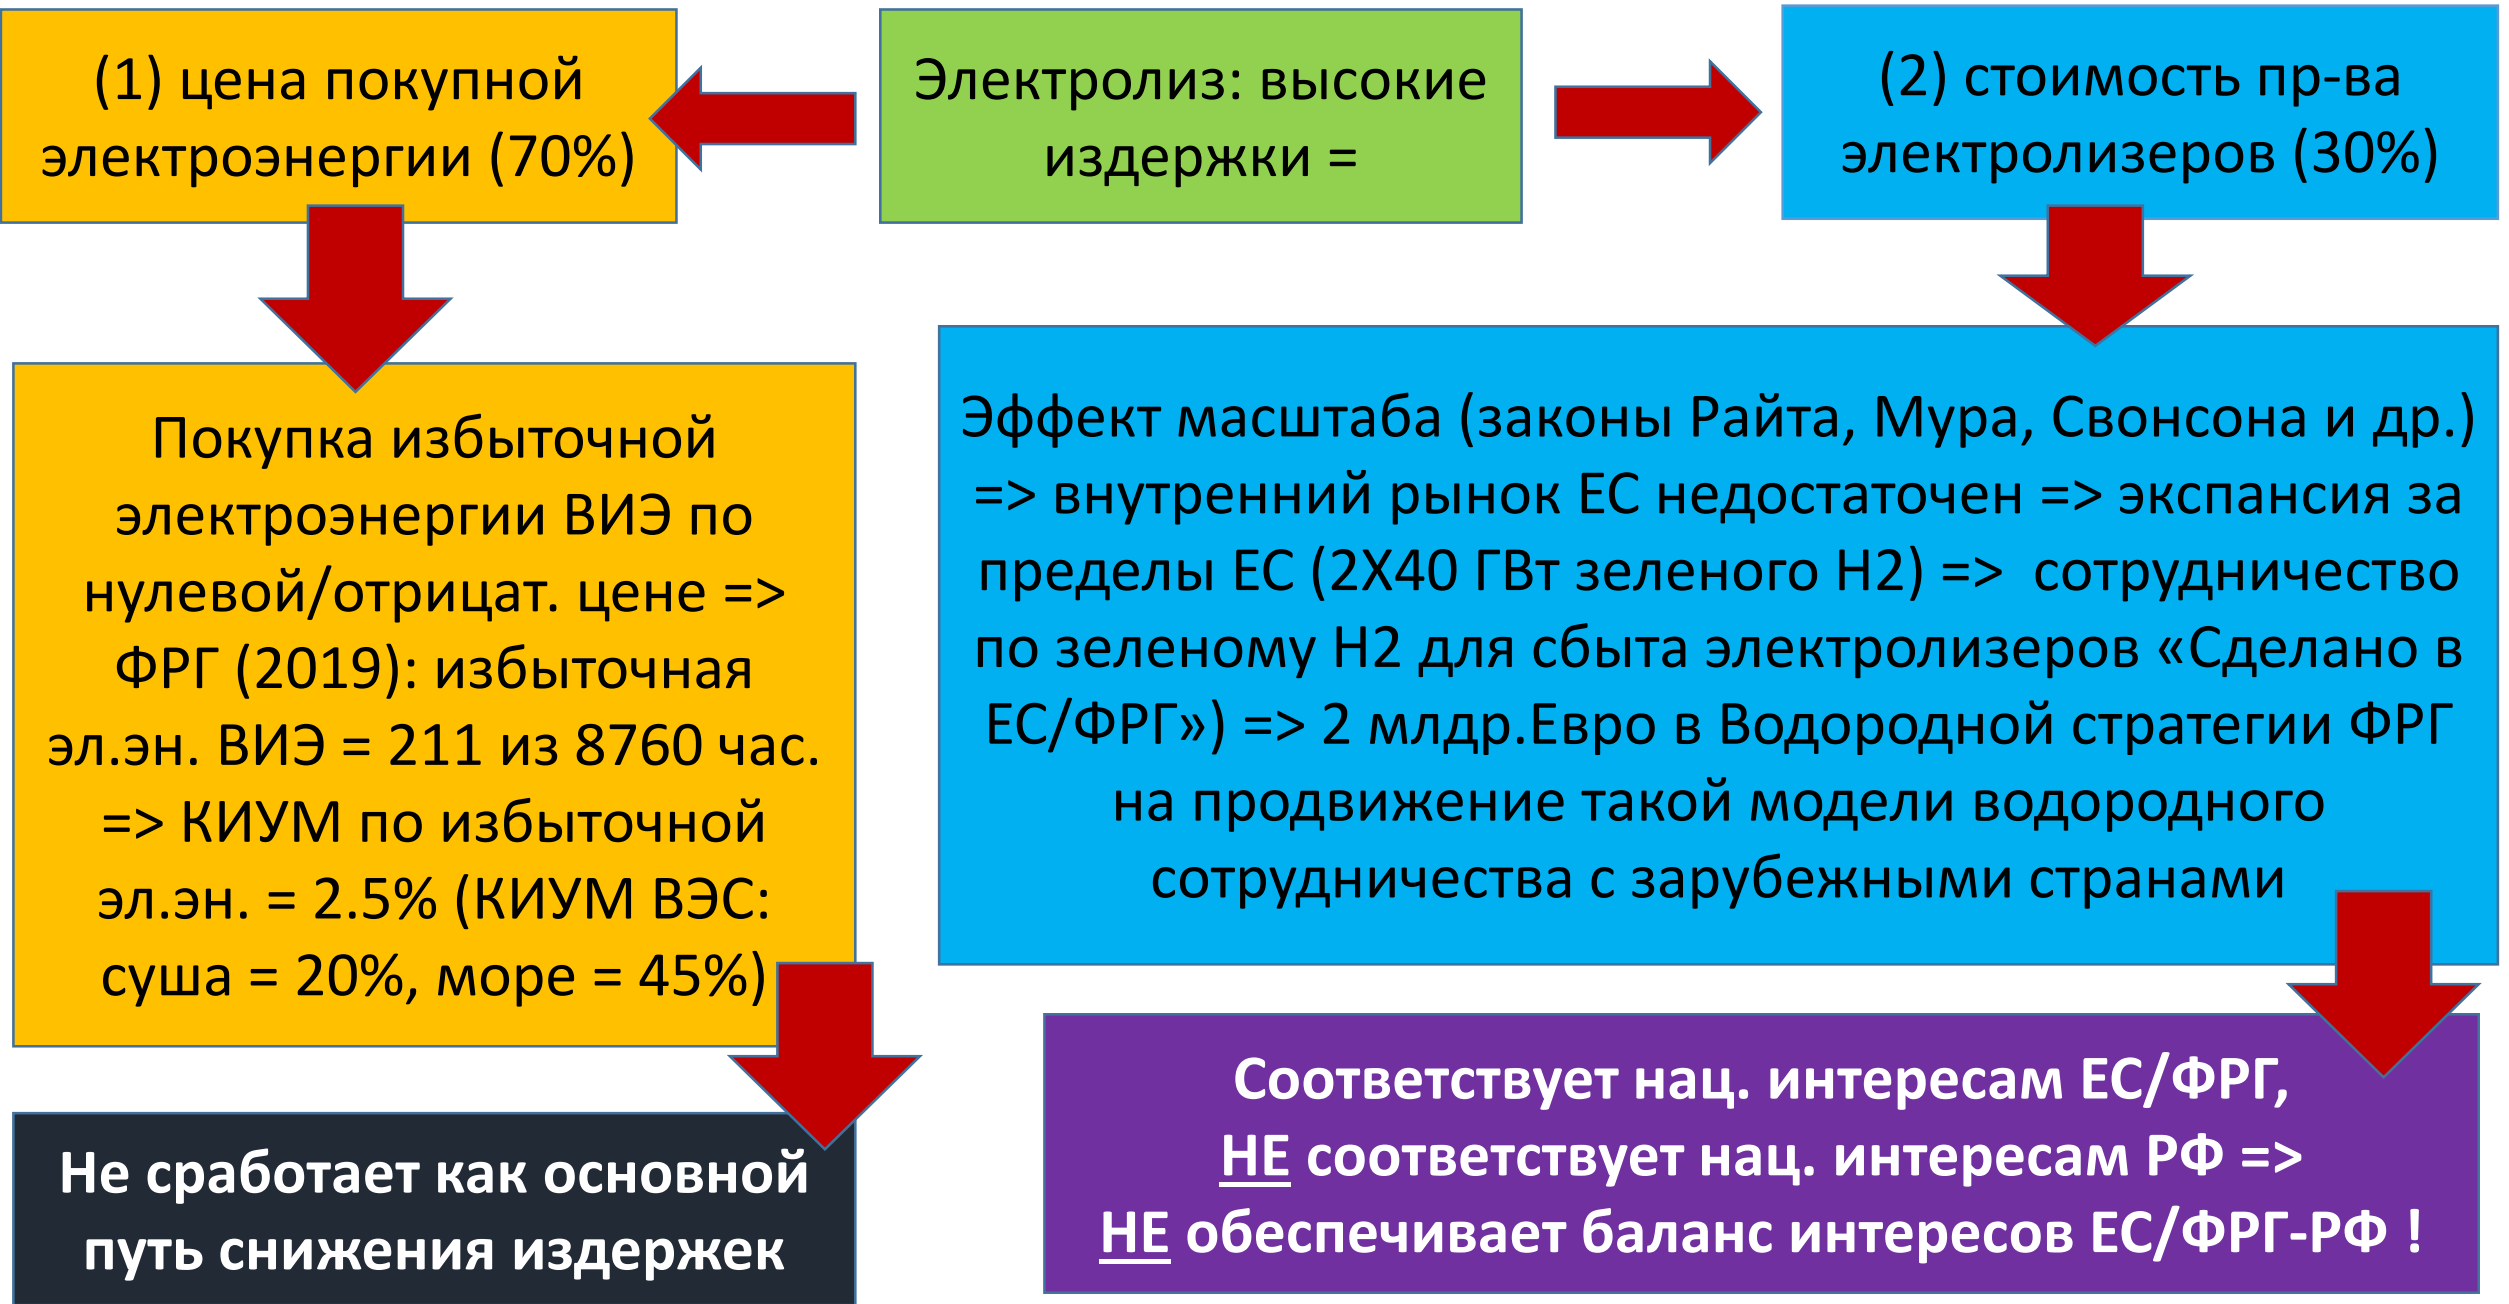 (1) цена покупной
электроэнергии (70%)
Электролиз: высокие
издержки =
(2) стоимость пр-ва
электролизеров (30%)
Покупка избыточной
электроэнергии ВИЭ по
нулевой/отрицат. цене =>
ФРГ (2019): избыточная
эл.эн. ВИЭ = 211 из 8760 час.
=> КИУМ по избыточной
эл.эн. = 2.5% (КИУМ ВЭС:
суша = 20%, море = 45%)
Не сработает как основной
путь снижения издержек
Эффект масштаба (законы Райта, Мура, Свонсона и др.)
=> внтренний рынок ЕС недотаточен => экспансия за
пределы ЕС (2Х40 ГВт зеленого Н2) => сотрудничество
по зеленому Н2 для сбыта электролизеров «Сделано в
ЕС/ФРГ») => 2 млдр.Евро в Водородной стратегии ФРГ
на продвижение такой модели водородного
сотрудничества с зарубежными странами
Соответствует нац. интересам ЕС/ФРГ,
НЕ соответствует нац. интересам РФ =>
НЕ обеспечивает баланс интересов ЕС/ФРГ-РФ !